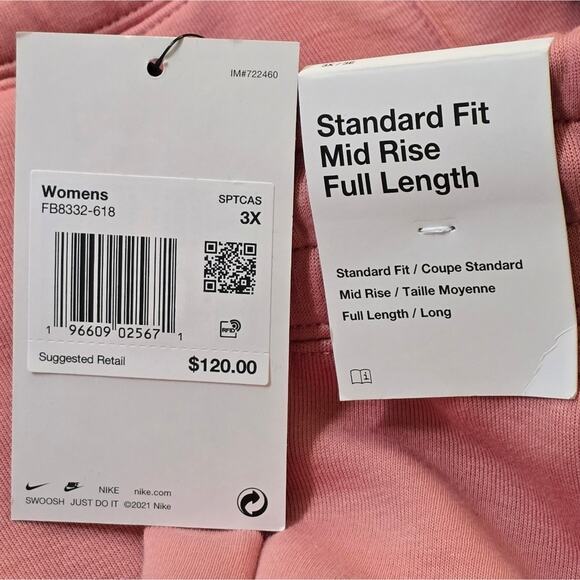 IM#722460
Womens
FB8332-618
SPTCAS
3X
1 96609 02567 1
RFID
Suggested Retail
$120.00
NIKE nike.com
SWOOSH JUST DO IT ©2021 Nike
Standard Fit
Mid Rise
Full Length
Standard Fit / Coupe Standard
Mid Rise / Taille Moyenne
Full Length / Long
i